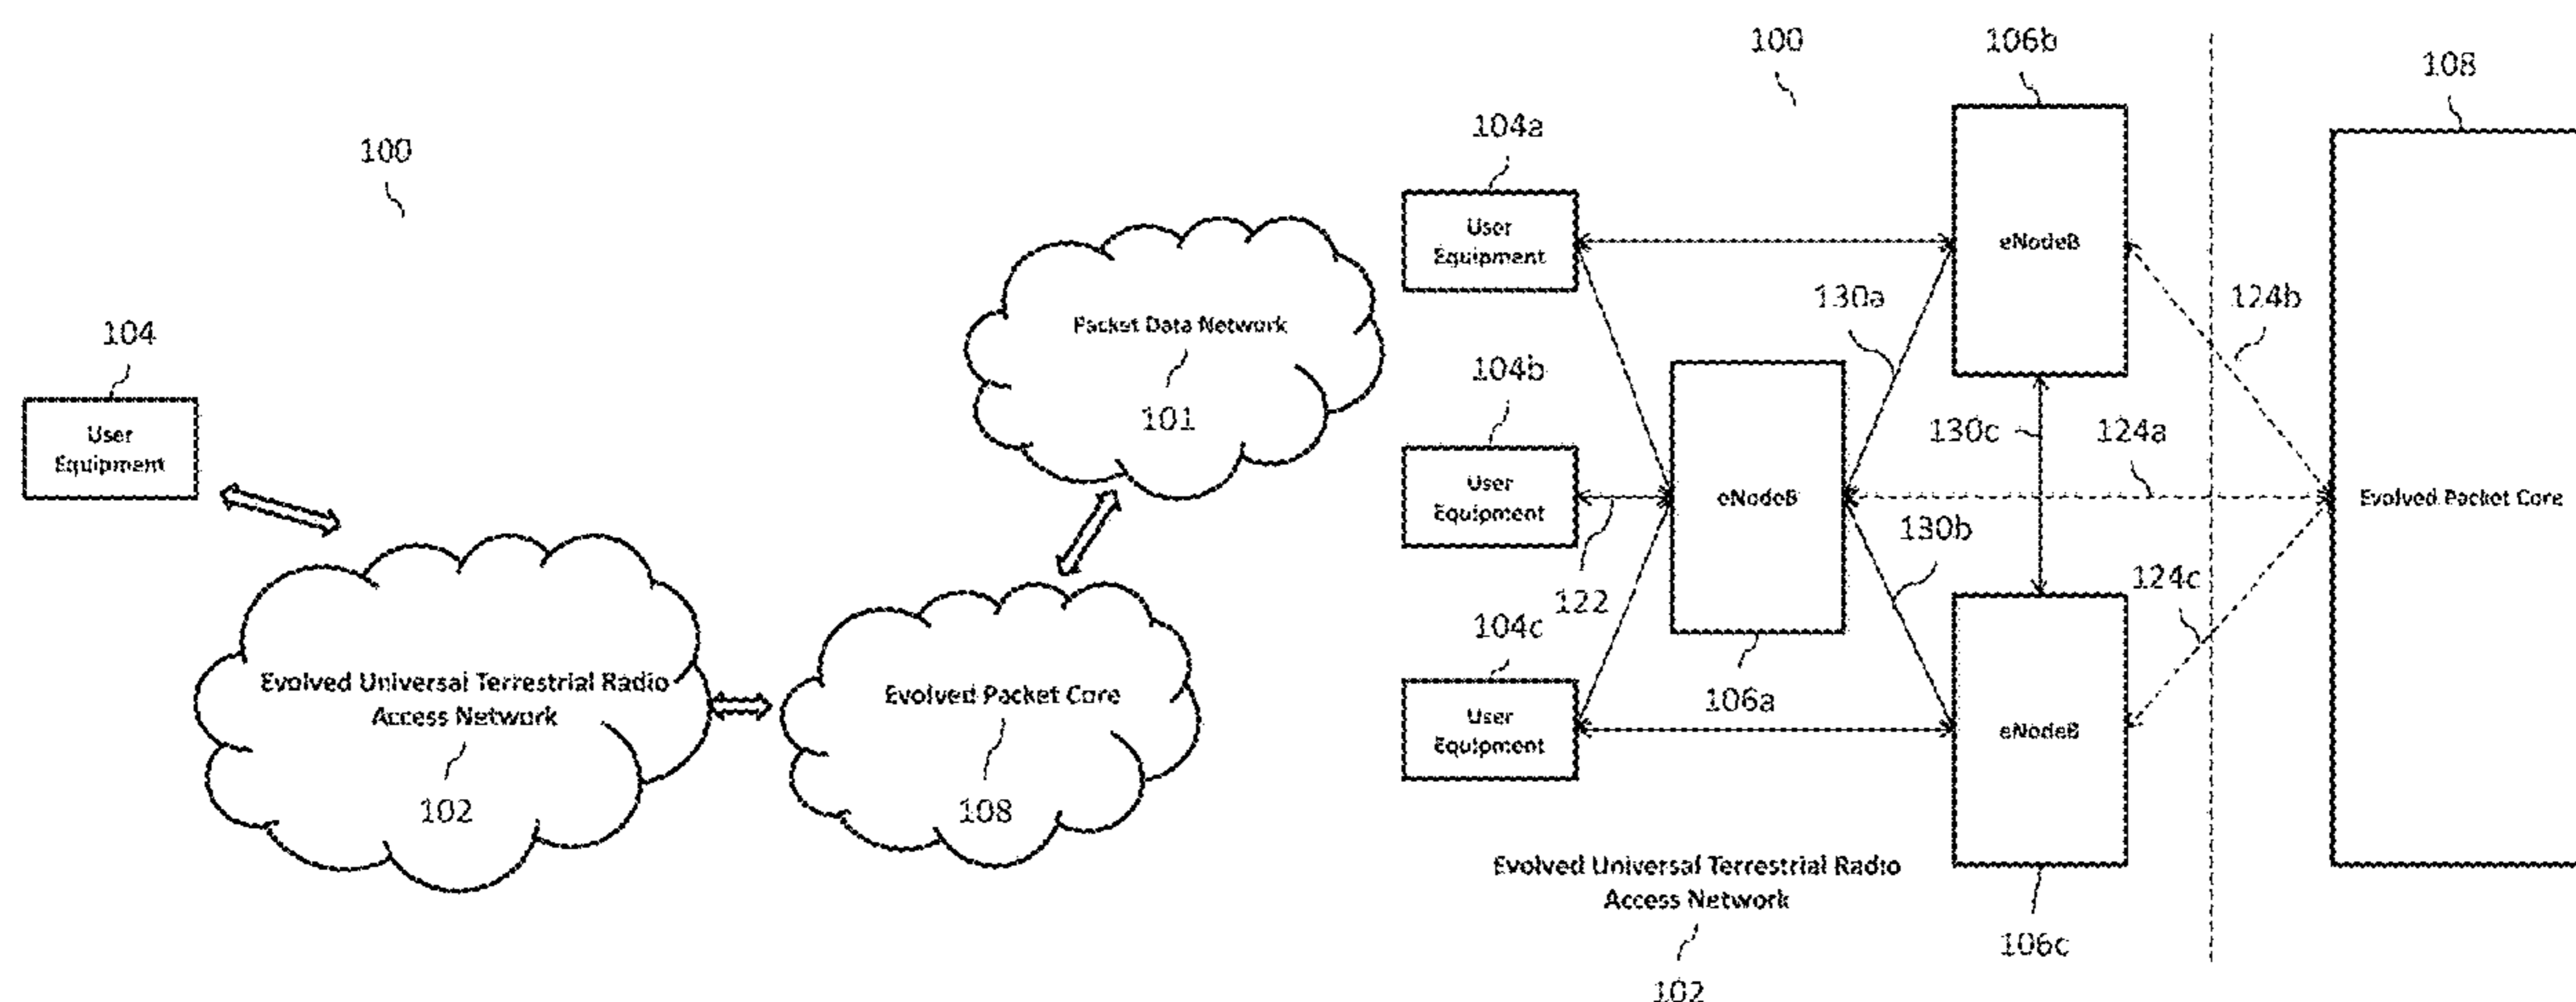 100
104
User
Equipment
Packet Data Network
101
Evolved Universal Terrestrial Radio
Access Network
102
Evolved Packet Core
108
100
106b
108
104a
User
Equipment
eNodeB
130a
124b
104b
User
Equipment
eNodeB
130c
124a
Evolved Packet Core
130b
122
124c
104c
User
Equipment
106a
eNodeB
Evolved Universal Terrestrial Radio
Access Network
106c
102